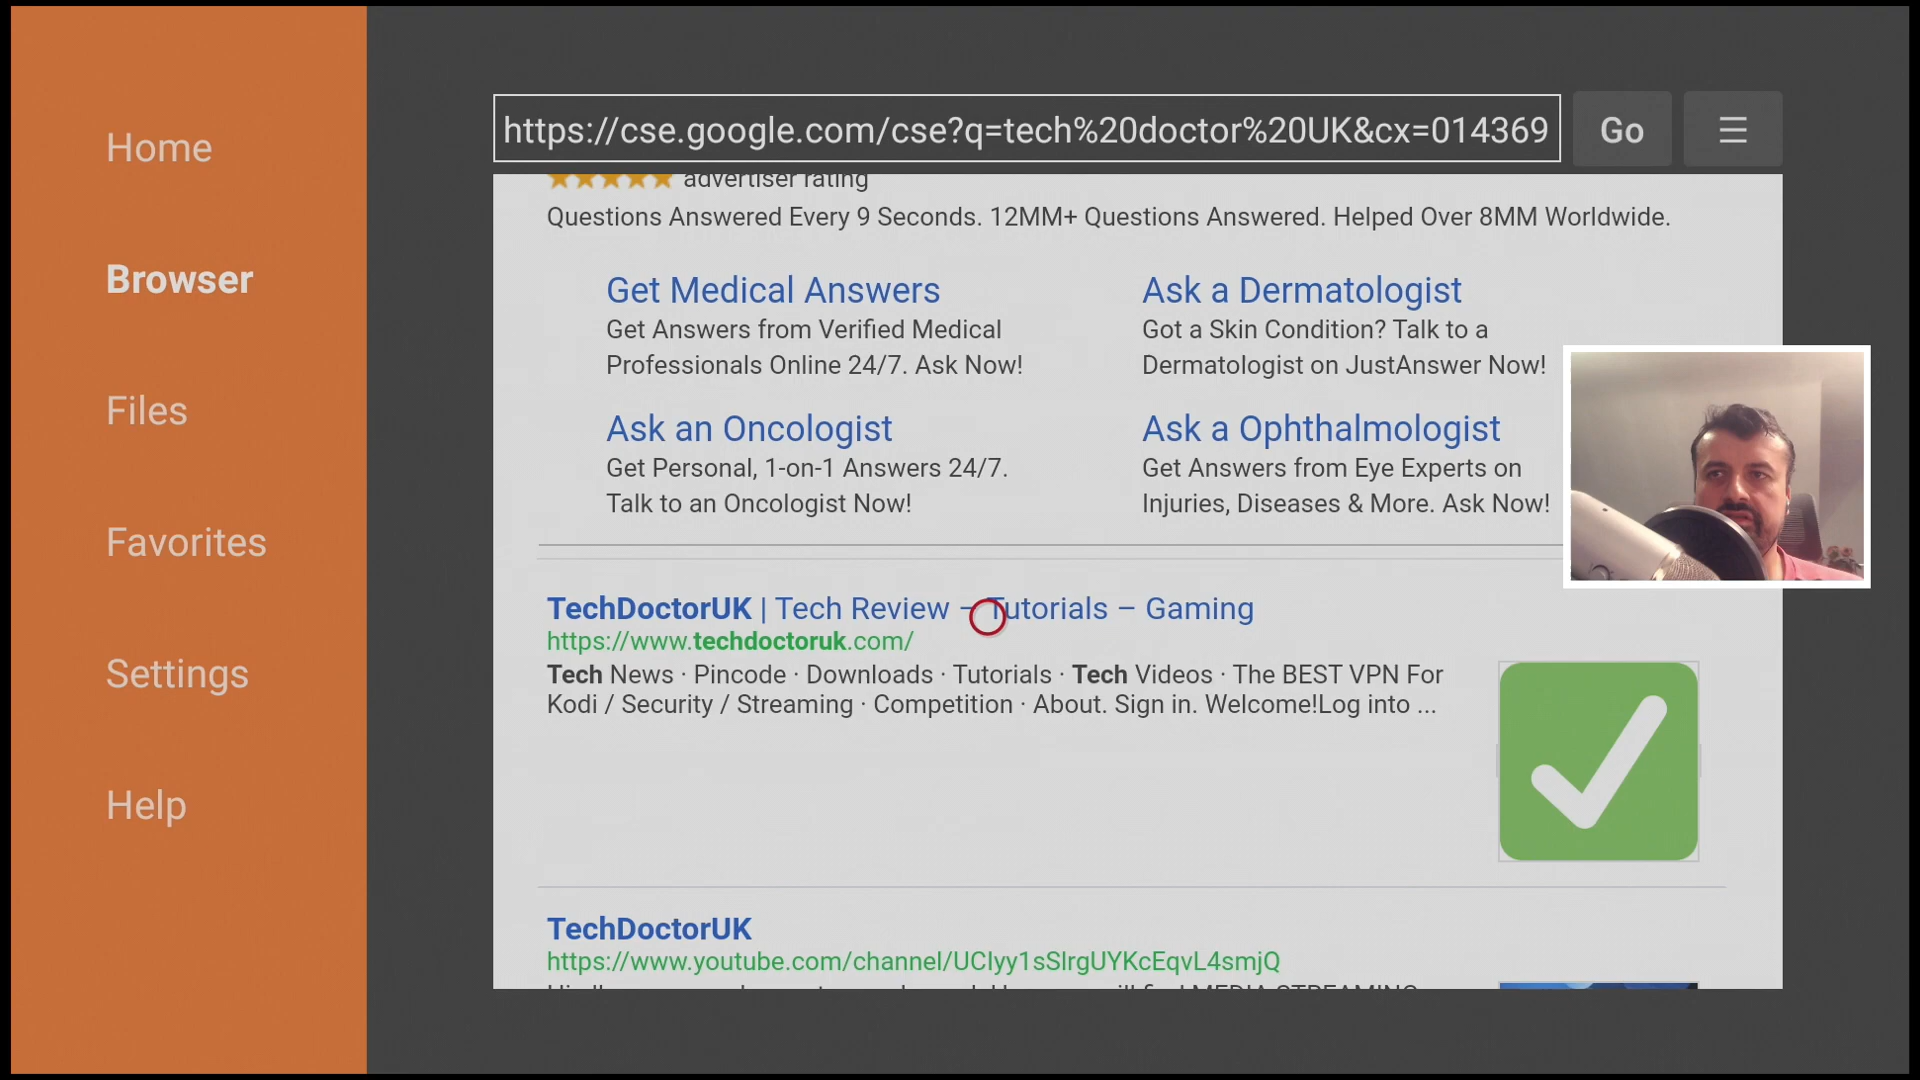 Home
Browser
Files
Favorites
Settings
Help
https://cse.google.com/cse?q=tech%20doctor%20UK&cx=014369
Go
advertiser rating
Questions Answered Every 9 Seconds. 12MM+ Questions Answered. Helped Over 8MM Worldwide.
Get Medical Answers
Get Answers from Verified Medical
Professionals Online 24/7. Ask Now!
Ask a Dermatologist
Got a Skin Condition? Talk to a
Dermatologist on JustAnswer Now!
Ask an Oncologist
Get Personal, 1-on-1 Answers 24/7.
Talk to an Oncologist Now!
Ask a Ophthalmologist
Get Answers from Eye Experts on
Injuries, Diseases & More. Ask Now!
TechDoctorUK | Tech Review – Tutorials – Gaming
https://www.techdoctoruk.com/
Tech News · Pincode · Downloads · Tutorials · Tech Videos · The BEST VPN For
Kodi / Security / Streaming · Competition · About. Sign in. Welcome!Log into ...
TechDoctorUK
https://www.youtube.com/channel/UCIyy1sSIrgUYKcEqvL4smjQ